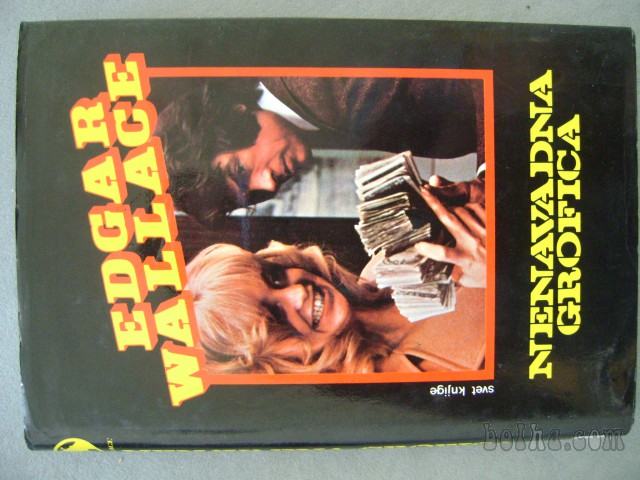 EDGAR
WALLACE
svet knjige
NENAVADNA
GROFICA
bolha.com